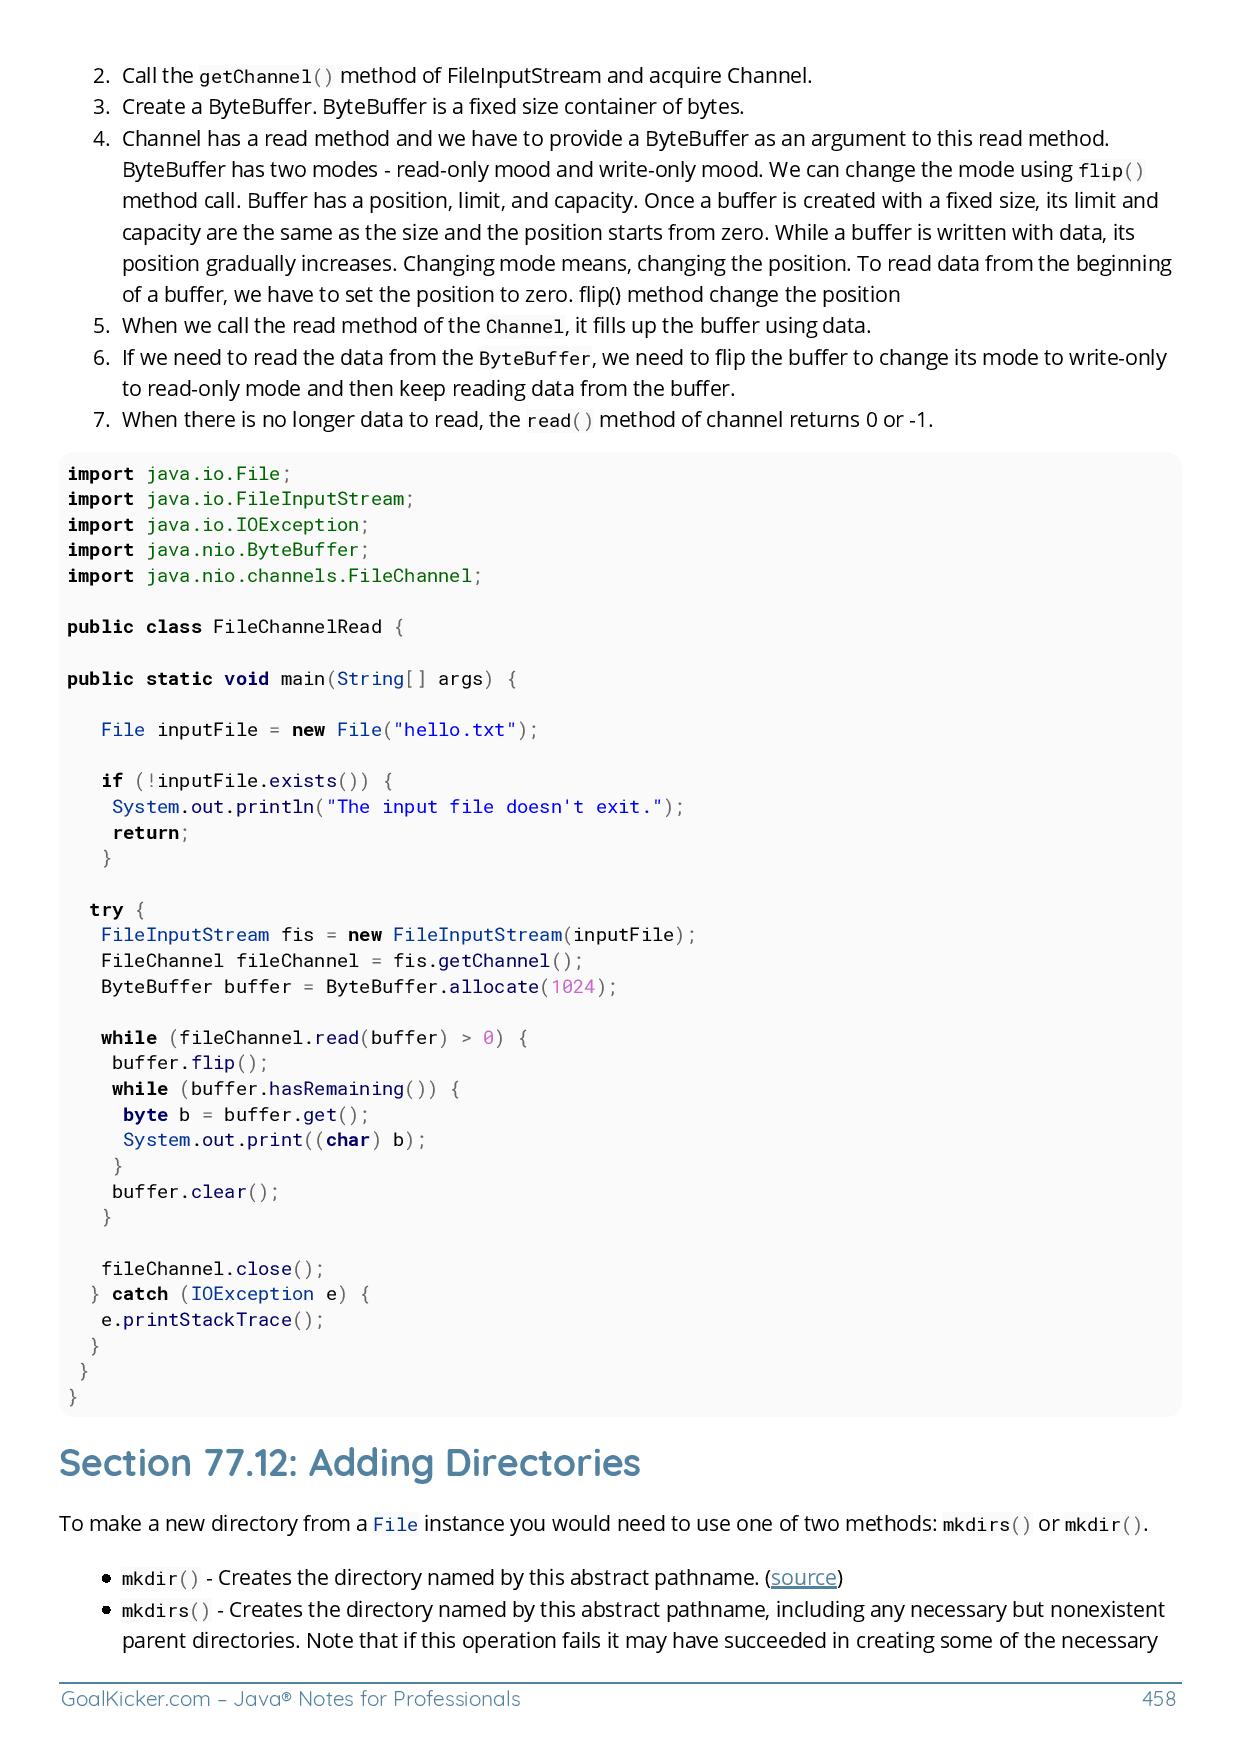 2. Call the getChannel() method of FileInputStream and acquire Channel.
3. Create a ByteBuffer. ByteBuffer is a fixed size container of bytes.
4. Channel has a read method and we have to provide a ByteBuffer as an argument to this read method.
ByteBuffer has two modes - read-only mood and write-only mood. We can change the mode using flip()
method call. Buffer has a position, limit, and capacity. Once a buffer is created with a fixed size, its limit and
capacity are the same as the size and the position starts from zero. While a buffer is written with data, its
position gradually increases. Changing mode means, changing the position. To read data from the beginning
of a buffer, we have to set the position to zero. flip() method change the position
5. When we call the read method of the Channel, it fills up the buffer using data.
6. If we need to read the data from the ByteBuffer, we need to flip the buffer to change its mode to write-only
to read-only mode and then keep reading data from the buffer.
7. When there is no longer data to read, the read() method of channel returns 0 or -1.
import java.io.File;
import java.io.FileInputStream;
import java.io.IOException;
import java.nio.ByteBuffer;
import java.nio.channels.FileChannel;
public class FileChannelRead {
public static void main(String[] args) {
File inputFile = new File("hello.txt");
if (!inputFile.exists()) {
System.out.println("The input file doesn't exit.");
return;
}
try {
FileInputStream fis = new FileInputStream(inputFile);
FileChannel fileChannel = fis.getChannel();
ByteBuffer buffer = ByteBuffer.allocate(1024);
while (fileChannel.read(buffer) > 0) {
buffer.flip();
while (buffer.hasRemaining()) {
byte b = buffer.get();
System.out.print((char) b);
}
buffer.clear();
}
fileChannel.close();
} catch (IOException e) {
e.printStackTrace();
}
}
}
Section 77.12: Adding Directories
To make a new directory from a File instance you would need to use one of two methods: mkdirs() or mkdir().
● mkdir() - Creates the directory named by this abstract pathname. (source)
● mkdirs() - Creates the directory named by this abstract pathname, including any necessary but nonexistent
parent directories. Note that if this operation fails it may have succeeded in creating some of the necessary
GoalKicker.com – Java® Notes for Professionals 458